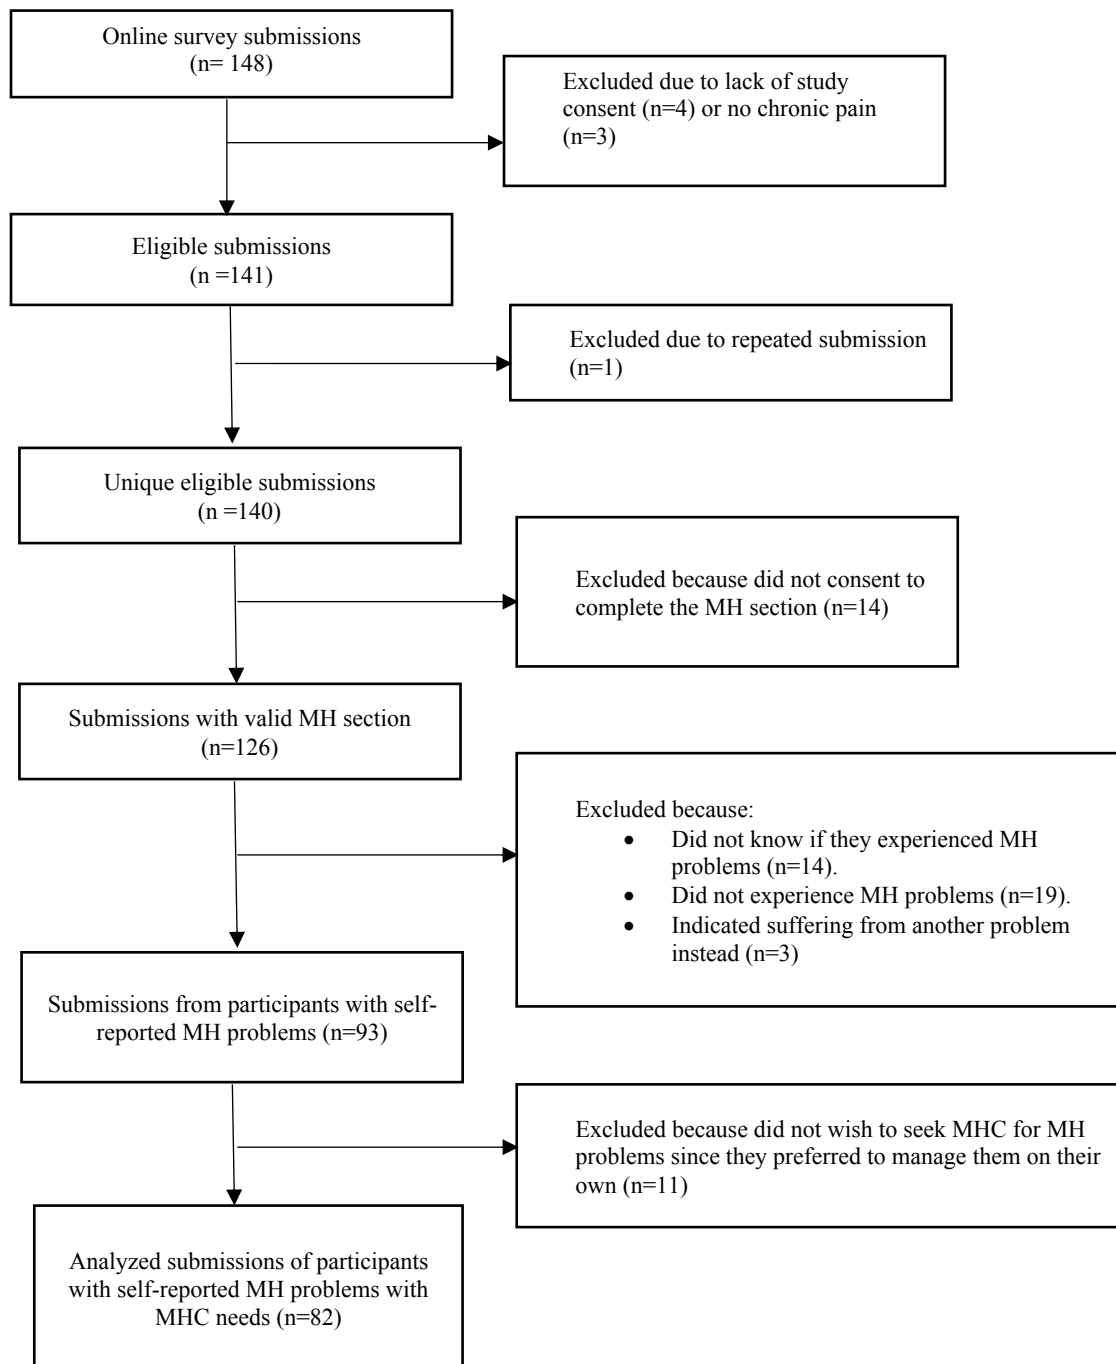 Online survey submissions
(n= 148)
Excluded due to lack of study
consent (n=4) or no chronic pain
(n=3)
Eligible submissions
(n =141)
Excluded due to repeated submission
(n=1)
Unique eligible submissions
(n =140)
Excluded because did not consent to
complete the MH section (n=14)
Submissions with valid MH section
(n=126)
Excluded because:
• Did not know if they experienced MH
problems (n=14).
• Did not experience MH problems (n=19).
• Indicated suffering from another problem
instead (n=3)
Submissions from participants with self-
reported MH problems (n=93)
Excluded because did not wish to seek MHC for MH
problems since they preferred to manage them on their
own (n=11)
Analyzed submissions of participants
with self-reported MH problems with
MHC needs (n=82)